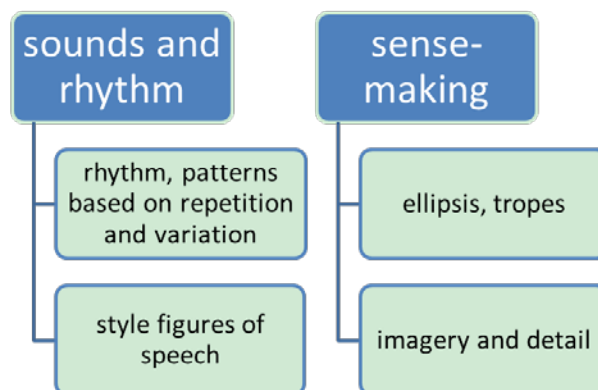 sounds and
rhythm
rhythm, patterns
based on repetition
and variation
style figures of
speech
sense-
making
ellipsis, tropes
imagery and detail